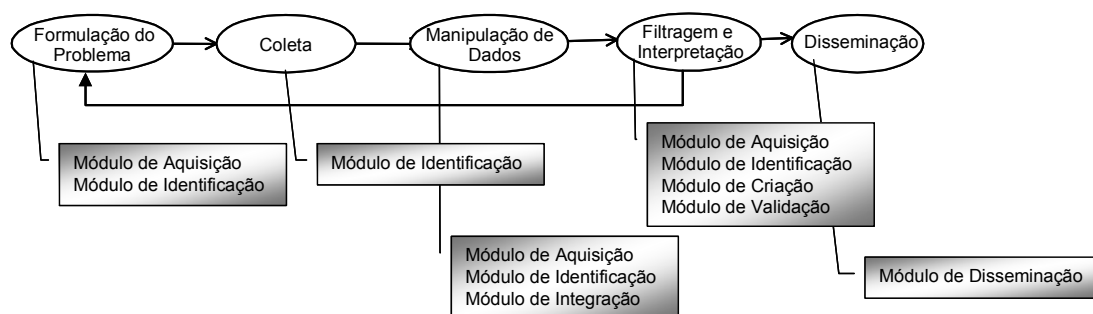 Formulação do
Problema
Coleta
Manipulação de
Dados
Filtragem e
Interpretação
Disseminação
Módulo de Aquisição
Módulo de Identificação
Módulo de Identificação
Módulo de Aquisição
Módulo de Identificação
Módulo de Criação
Módulo de Validação
Módulo de Aquisição
Módulo de Identificação
Módulo de Integração
Módulo de Disseminação